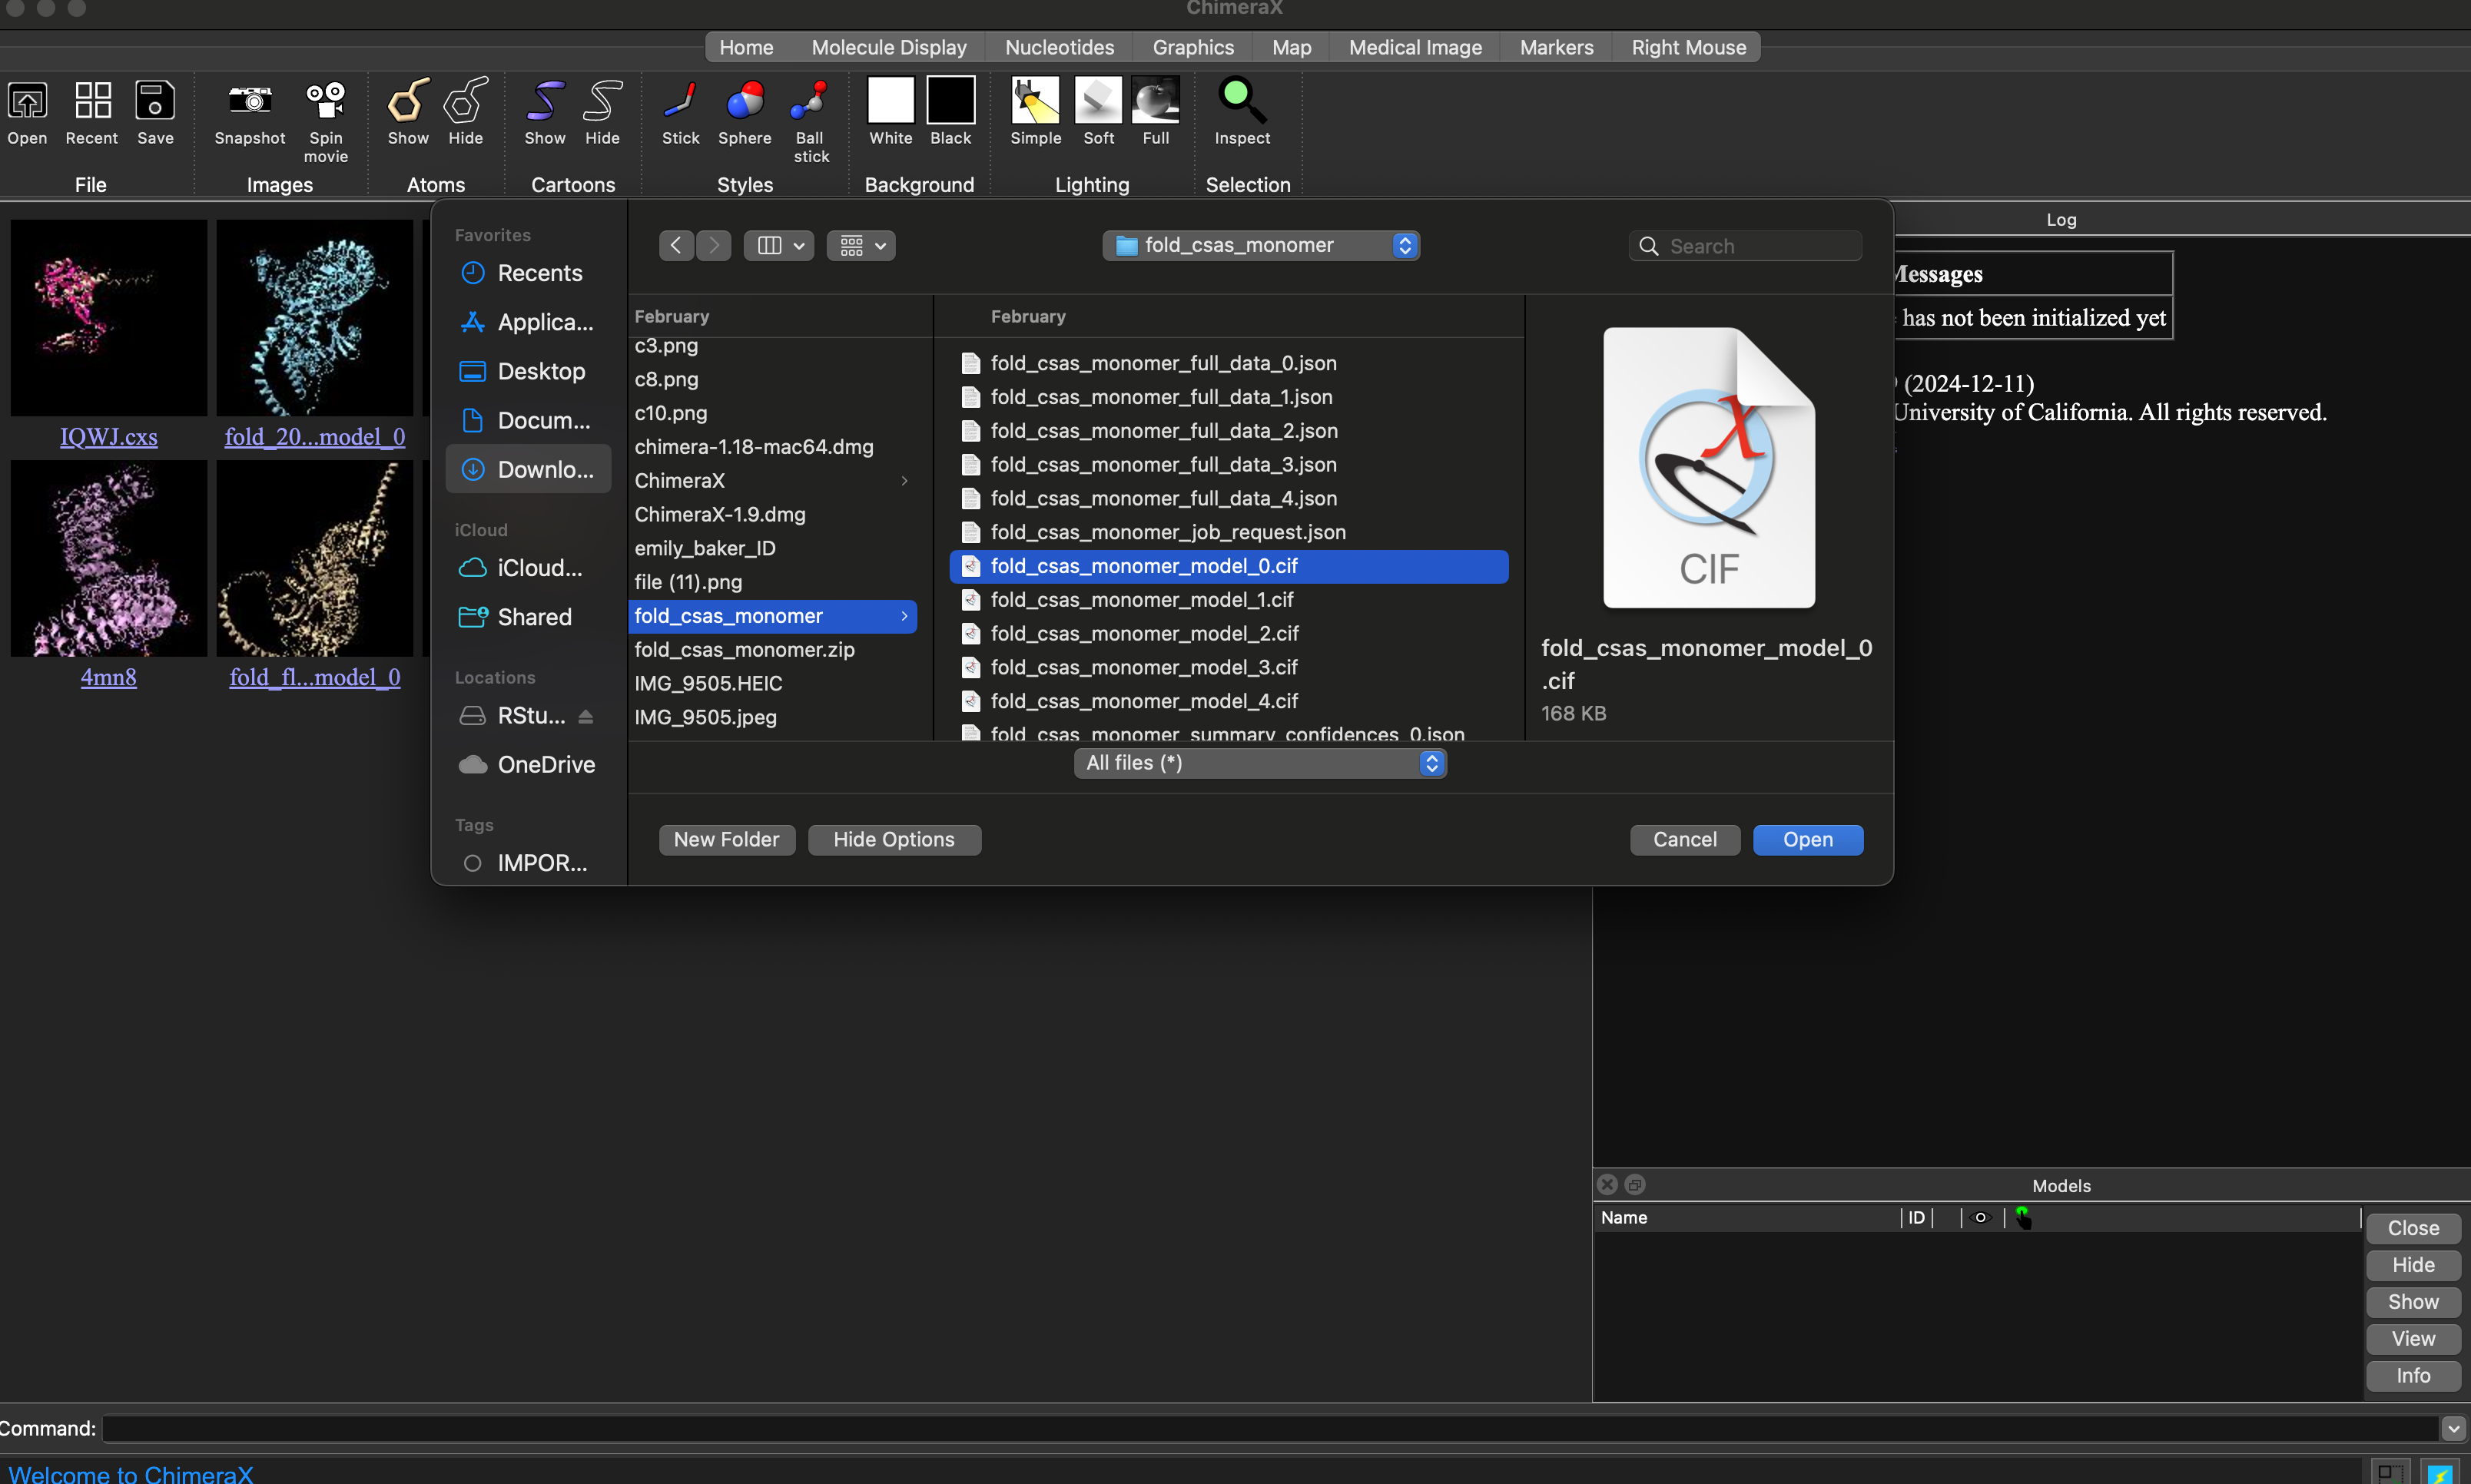 ChimeraX
Home Molecule Display Nucleotides Graphics Map Medical Image Markers Right Mouse
Open Recent Save Snapshot Spin movie Show Hide Show Hide Stick Sphere Ball stick White Black Simple Soft Full Inspect
File Images Atoms Cartoons Styles Background Lighting Selection
IQWJ.cxs
fold_20...model_0
4mn8
fold_fl...model_0
Favorites
Recents
Applica...
Desktop
Docum...
Downlo...
iCloud
iCloud...
Shared
Locations
RStu...
OneDrive
Tags
IMPOR...
fold_csas_monomer
Search
February
c3.png
c8.png
c10.png
chimera-1.18-mac64.dmg
ChimeraX
ChimeraX-1.9.dmg
emily_baker_ID
file (11).png
fold_csas_monomer
fold_csas_monomer.zip
IMG_9505.HEIC
IMG_9505.jpeg
February
fold_csas_monomer_full_data_0.json
fold_csas_monomer_full_data_1.json
fold_csas_monomer_full_data_2.json
fold_csas_monomer_full_data_3.json
fold_csas_monomer_full_data_4.json
fold_csas_monomer_job_request.json
fold_csas_monomer_model_0.cif
fold_csas_monomer_model_1.cif
fold_csas_monomer_model_2.cif
fold_csas_monomer_model_3.cif
fold_csas_monomer_model_4.cif
fold_csas_monomer_summary_confidences_0.json
X
CIF
fold_csas_monomer_model_0
.cif
168 KB
All files (*)
New Folder Hide Options Cancel Open
Log
Messages
has not been initialized yet
(2024-12-11)
University of California. All rights reserved.
Models
Name ID
Close
Hide
Show
View
Info
Command:
Welcome to ChimeraX